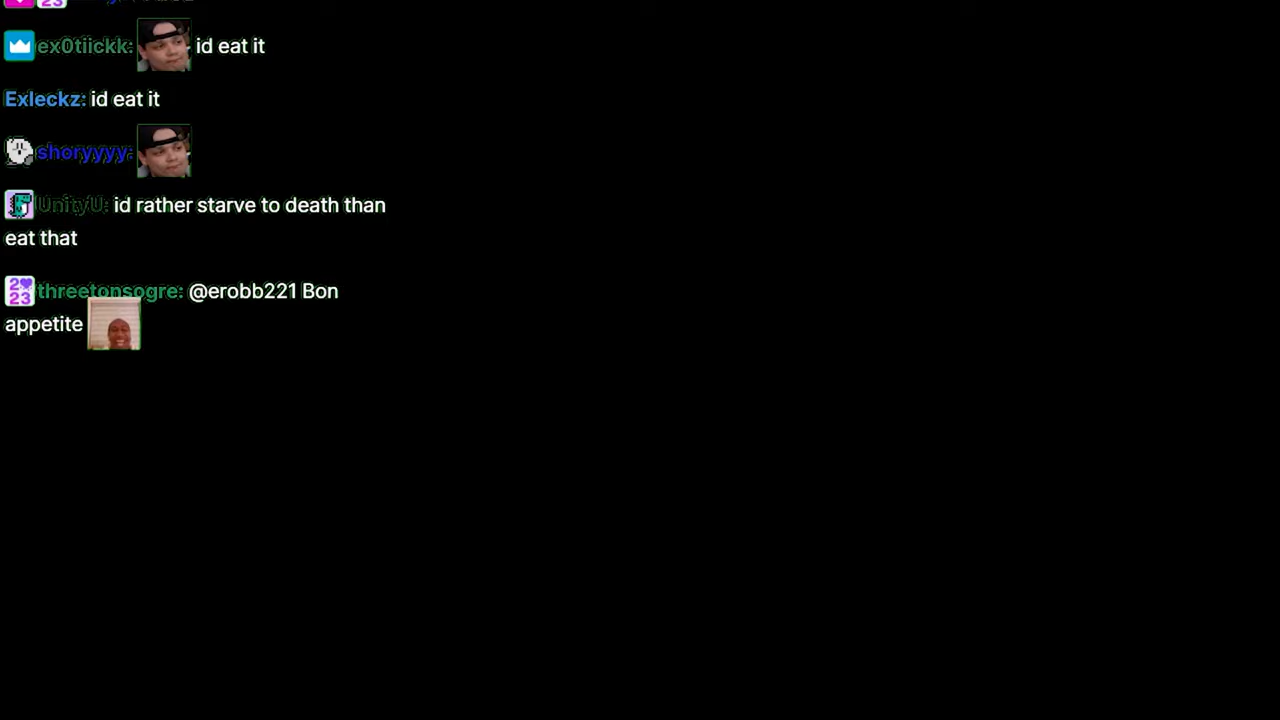 ex0tiickk: id eat it
Exleckz: id eat it
shoryyyy:
UnityU: id rather starve to death than
eat that
threetonsogre: @erobb221 Bon
appetite